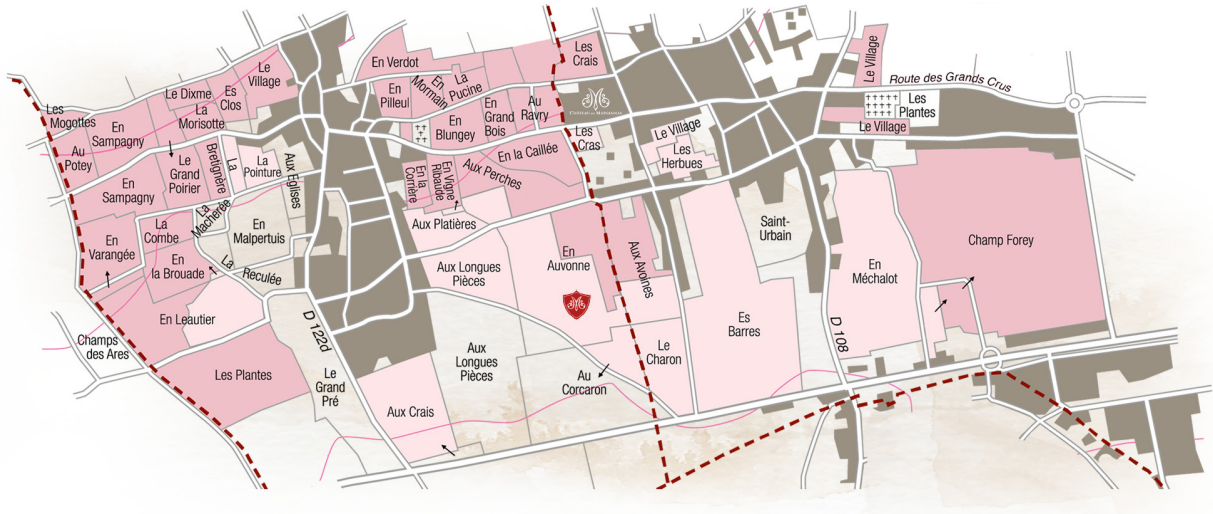 Les
Crais
En Verdot
Le
Village
Le Village
Le Dixme
Es
Clos
En
Pilleul
En
Mormain
La
Pucine
Route des Grands Crus
Les
Mogottes
La
Morisotte
En
Sampagny
En
Blungey
En
Grand
Bois
Au
Ravry
Les
Plantes
Le Village
Le Village
Les
Cras
Les
Herbues
Au
Potey
Le
Grand
Poirier
Bretignère
La
La
Pointure
Aux Eglises
En la Caillée
Aux Perches
En la
Corrière
En Vigne
Ribaude
En
Sampagny
La
Macherée
Aux Platières
Saint-
Urbain
Champ Forey
La
Combe
En
Malpertuis
En
Varangée
En
la Brouade
La Reculée
Aux Longues
Pièces
En
Auvonne
Aux Avoines
En
Méchalot
En Leautier
D 122d
Es
Barres
D 108
Champs
des Ares
Les Plantes
Le
Grand
Pré
Aux
Longues
Pièces
Le
Charon
Au
Corcaron
Aux Crais